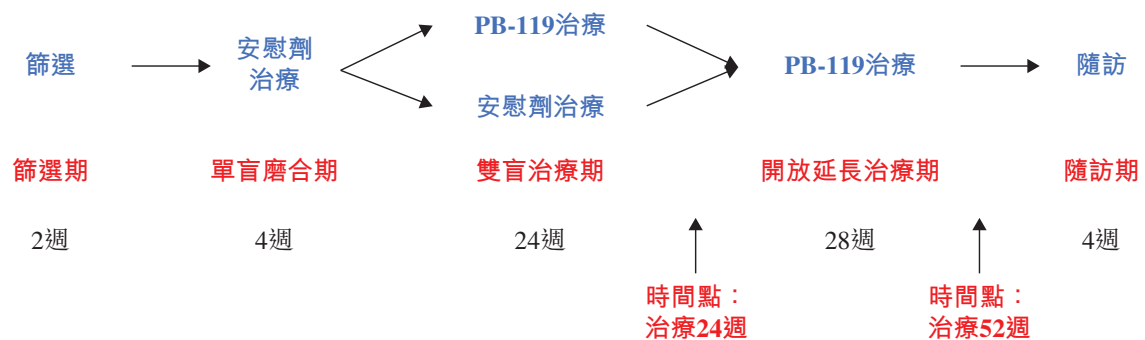 PB-119治療
篩選
安慰劑
治療
PB-119治療
隨訪
安慰劑治療
篩選期
單盲磨合期
雙盲治療期
開放延長治療期
隨訪期
2週
4週
24週
28週
4週
時間點：
治療24週
時間點：
治療52週